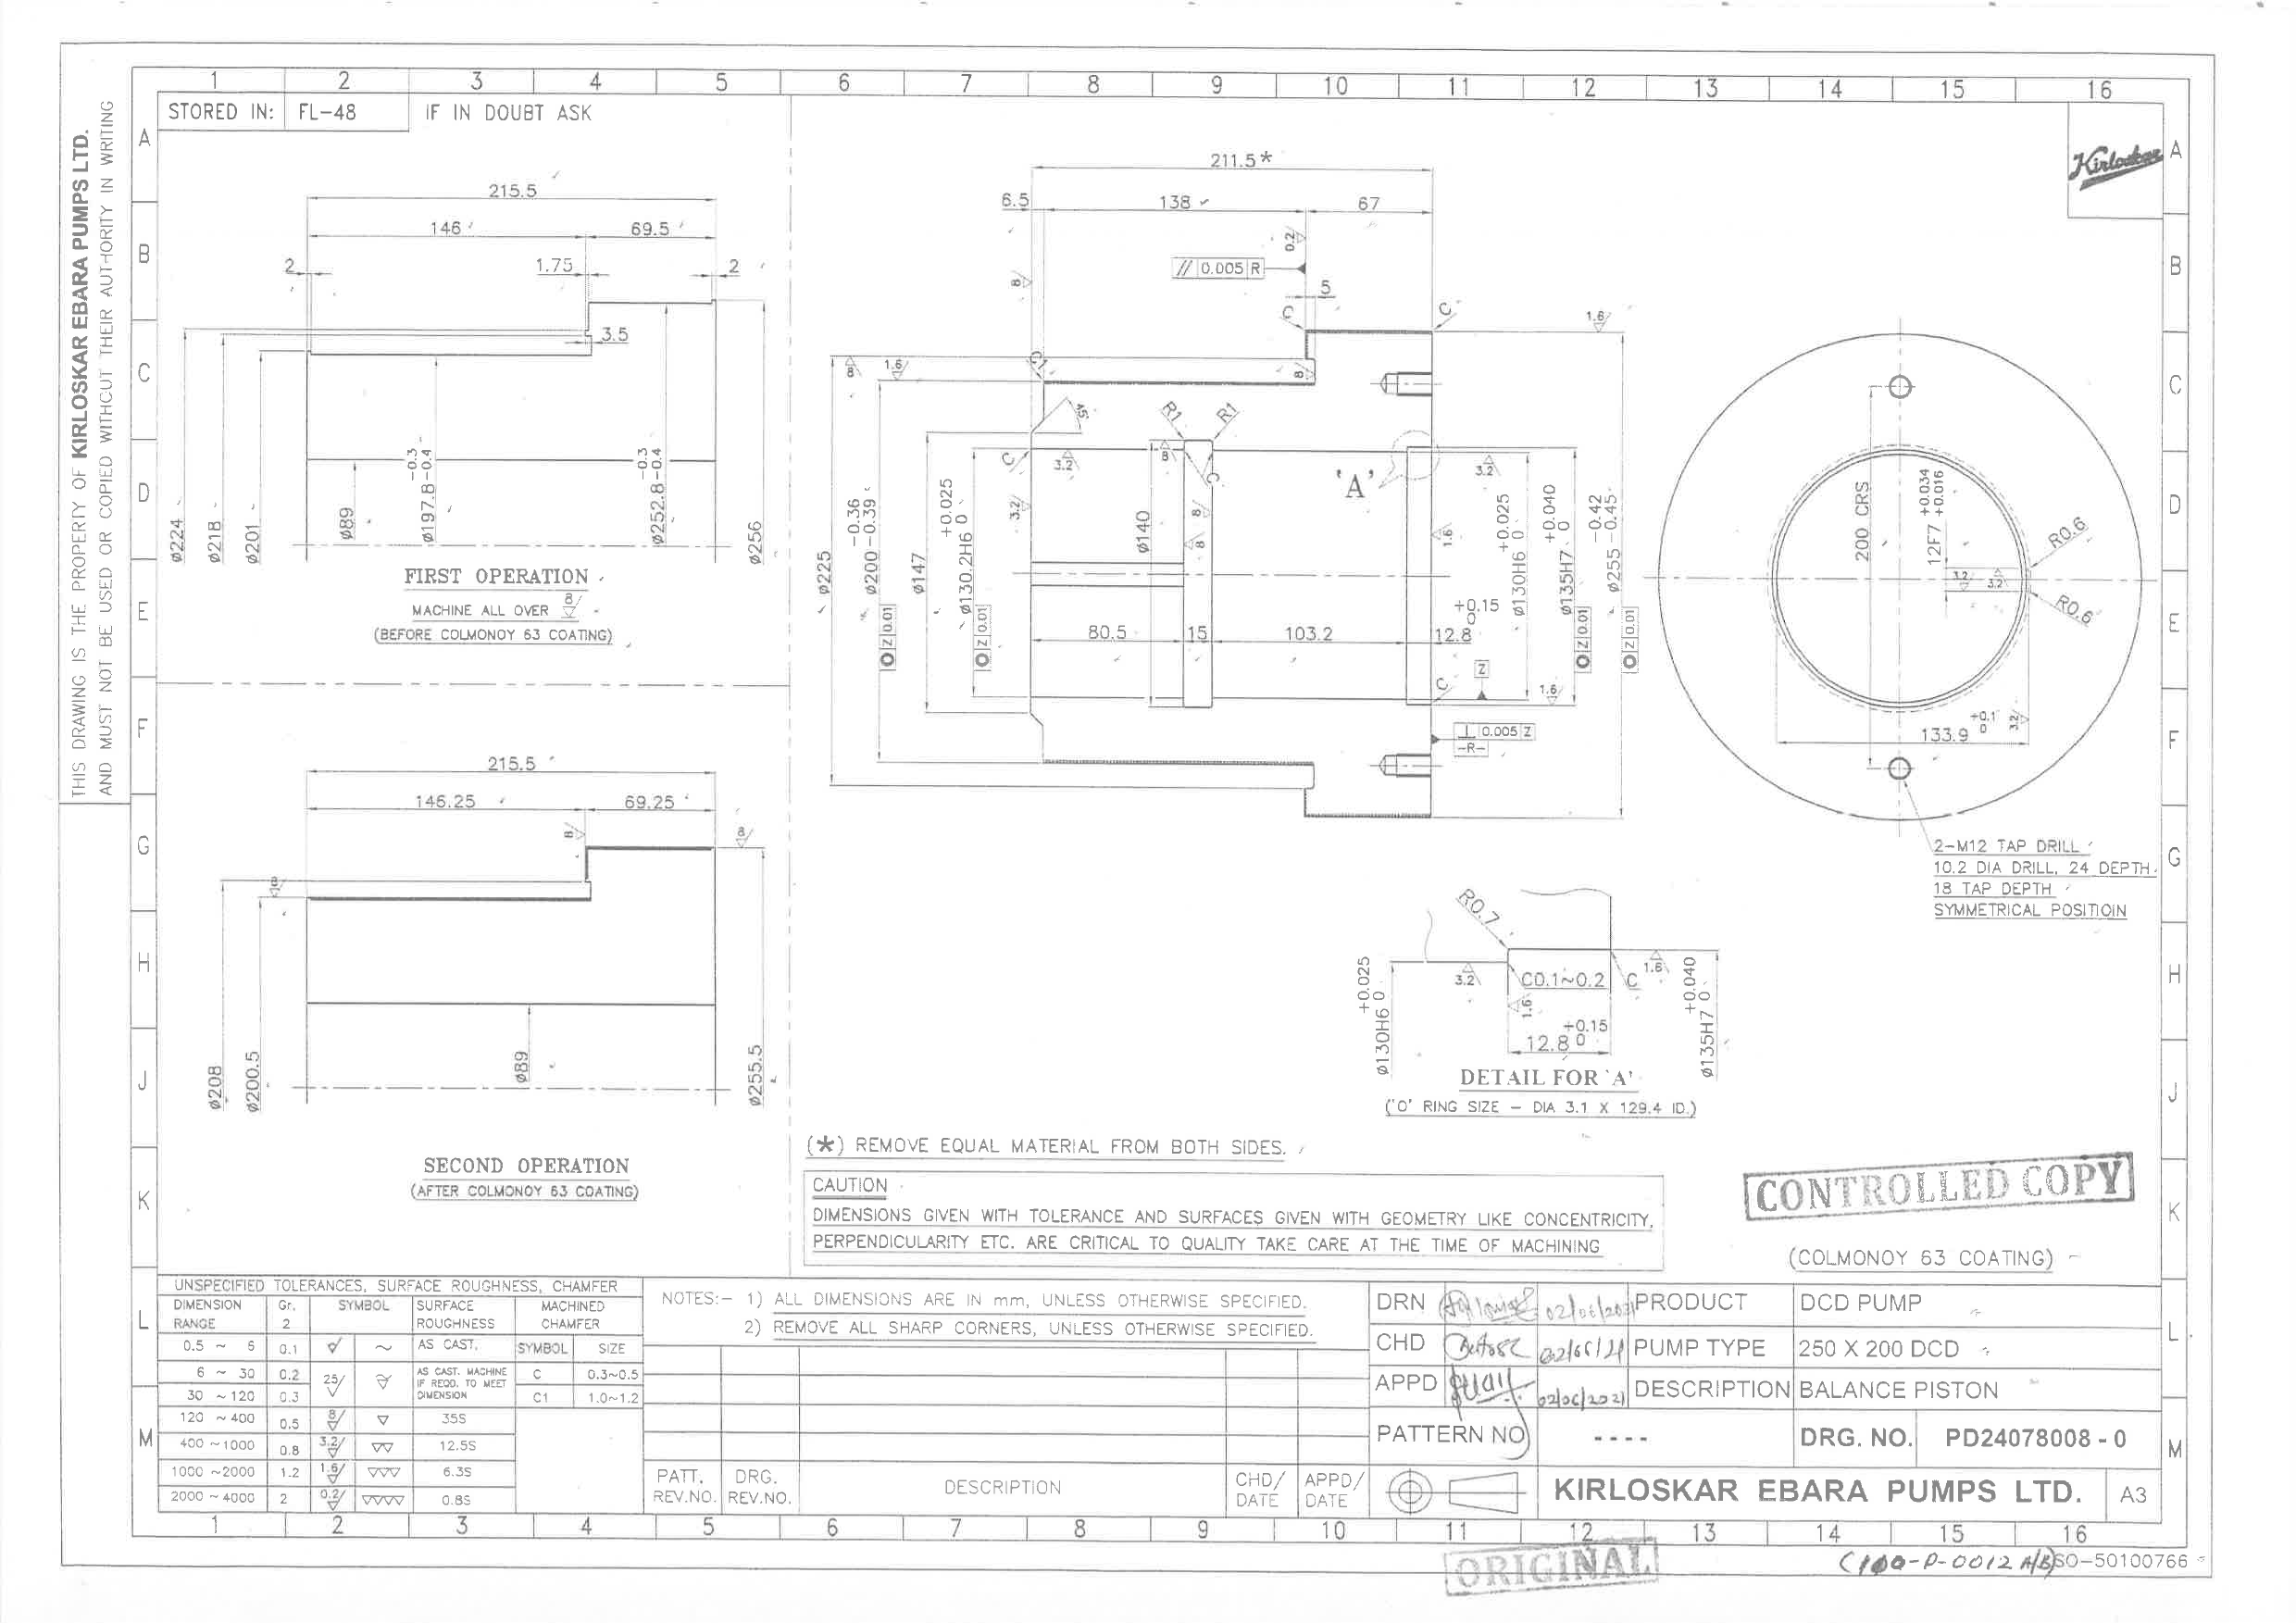 THIS DRAWING IS THE PROPERTY OF KIRLOSKAR EBARA PUMPS LTD.
AND MUST NOT BE USED OR COPIED WITHOUT THEIR AUTHORITY IN WRITING
1 2 3 4 5 6 7 8 9 10 11 12 13 14 15 16
A
B
C
D
E
F
G
H
J
K
L
M
STORED IN: FL-48 IF IN DOUBT ASK
Kirloskar
215.5
146 69.5
2 1.75 2
3.5
ø224
ø218
ø201
ø89
ø197.8 -0.3 -0.4
ø252.8 -0.3 -0.4
ø256
FIRST OPERATION
MACHINE ALL OVER 8/
(BEFORE COLMONOY 63 COATING)
215.5
146.25 69.25
8 8
8
ø208
ø200.5
ø89
ø255.5
SECOND OPERATION
(AFTER COLMONOY 63 COATING)
211.5*
6.5 138 67
0.2
// 0.005 R
8
5
C C
1.6
8 1.6 C1 8
45°
R1 R1
C 3.2 8 C 'A' 3.2
3.2 8 8 1.6
ø225
ø200 -0.36 -0.39
Z 0.01
ø147
ø130.2H6 +0.025 0
Z 0.01
ø140
80.5 15 103.2 12.8 +0.15 0
ø130H6 +0.025 0
ø135H7 +0.040 0
Z 0.01
ø255 -0.42 -0.45
Z 0.01
Z
C 1.6
⊥ 0.005 Z
-R-
200 CRS
12F7 +0.034 +0.016
R0.6
3.2 3.2
R0.6
133.9 +0.1 0 3.2
2-M12 TAP DRILL
10.2 DIA DRILL, 24 DEPTH
18 TAP DEPTH
SYMMETRICAL POSITIOIN
R0.7
3.2 C0.1~0.2 C 1.6
1.6
12.8 +0.15 0
ø130H6 +0.025 0
ø135H7 +0.040 0
DETAIL FOR 'A'
('O' RING SIZE - DIA 3.1 X 129.4 ID.)
(*) REMOVE EQUAL MATERIAL FROM BOTH SIDES.
CAUTION
DIMENSIONS GIVEN WITH TOLERANCE AND SURFACES GIVEN WITH GEOMETRY LIKE CONCENTRICITY,
PERPENDICULARITY ETC. ARE CRITICAL TO QUALITY TAKE CARE AT THE TIME OF MACHINING
CONTROLLED COPY
(COLMONOY 63 COATING)
UNSPECIFIED TOLERANCES, SURFACE ROUGHNESS, CHAMFER
DIMENSION RANGE Gr. 2 SYMBOL SURFACE ROUGHNESS MACHINED CHAMFER
0.5 ~ 6 0.1 ~ AS CAST. SYMBOL SIZE
6 ~ 30 0.2 25/ AS CAST. MACHINE IF REQD. TO MEET DIMENSION C 0.3~0.5
30 ~120 0.3 C1 1.0~1.2
120 ~400 0.5 8/ ▽ 35S
400 ~1000 0.8 3.2/ ▽▽ 12.5S
1000 ~2000 1.2 1.6/ ▽▽▽ 6.3S
2000 ~4000 2 0.2/ ▽▽▽▽ 0.8S
NOTES:- 1) ALL DIMENSIONS ARE IN mm, UNLESS OTHERWISE SPECIFIED.
2) REMOVE ALL SHARP CORNERS, UNLESS OTHERWISE SPECIFIED.
PATT. REV.NO. DRG. REV.NO. DESCRIPTION CHD/ DATE APPD/ DATE
DRN 02/06/2021 PRODUCT DCD PUMP
CHD 02/06/21 PUMP TYPE 250 X 200 DCD
APPD 02/06/2021 DESCRIPTION BALANCE PISTON
PATTERN NO ---- DRG. NO. PD24078008 - 0
KIRLOSKAR EBARA PUMPS LTD. A3
1 2 3 4 5 6 7 8 9 10 11 12 13 14 15 16
ORIGINAL
(100-P-0012 A/B) SO-50100766